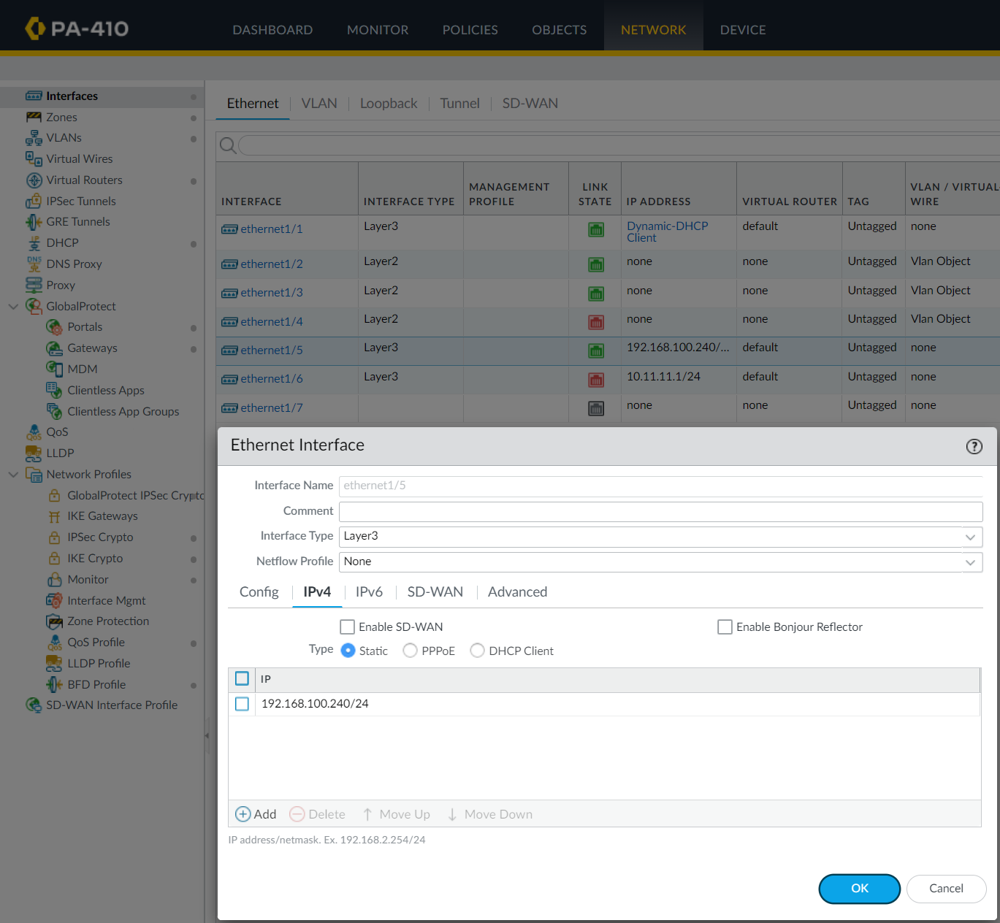 PA-410
DASHBOARD MONITOR POLICIES OBJECTS NETWORK DEVICE
Interfaces
Zones
VLANs
Virtual Wires
Virtual Routers
IPSec Tunnels
GRE Tunnels
DHCP
DNS DNS Proxy
Proxy
GlobalProtect
Portals
Gateways
MDM
Clientless Apps
Clientless App Groups
QoS
LLDP
Network Profiles
GlobalProtect IPSec Crypto
IKE Gateways
IPSec Crypto
IKE Crypto
Monitor
Interface Mgmt
Zone Protection
QoS Profile
LLDP Profile
BFD Profile
SD-WAN Interface Profile
Ethernet VLAN Loopback Tunnel SD-WAN
INTERFACE INTERFACE TYPE MANAGEMENT PROFILE LINK STATE IP ADDRESS VIRTUAL ROUTER TAG VLAN / VIRTUAL- WIRE
ethernet1/1 Layer3 Dynamic-DHCP Client default Untagged none
ethernet1/2 Layer2 none none Untagged Vlan Object
ethernet1/3 Layer2 none none Untagged Vlan Object
ethernet1/4 Layer2 none none Untagged Vlan Object
ethernet1/5 Layer3 192.168.100.240/... default Untagged none
ethernet1/6 Layer3 10.11.11.1/24 default Untagged none
ethernet1/7 none none Untagged none
Ethernet Interface ?
Interface Name ethernet1/5
Comment
Interface Type Layer3
Netflow Profile None
Config IPv4 IPv6 SD-WAN Advanced
Enable SD-WAN Enable Bonjour Reflector
Type Static PPPoE DHCP Client
IP
192.168.100.240/24
Add Delete Move Up Move Down
IP address/netmask. Ex. 192.168.2.254/24
OK Cancel